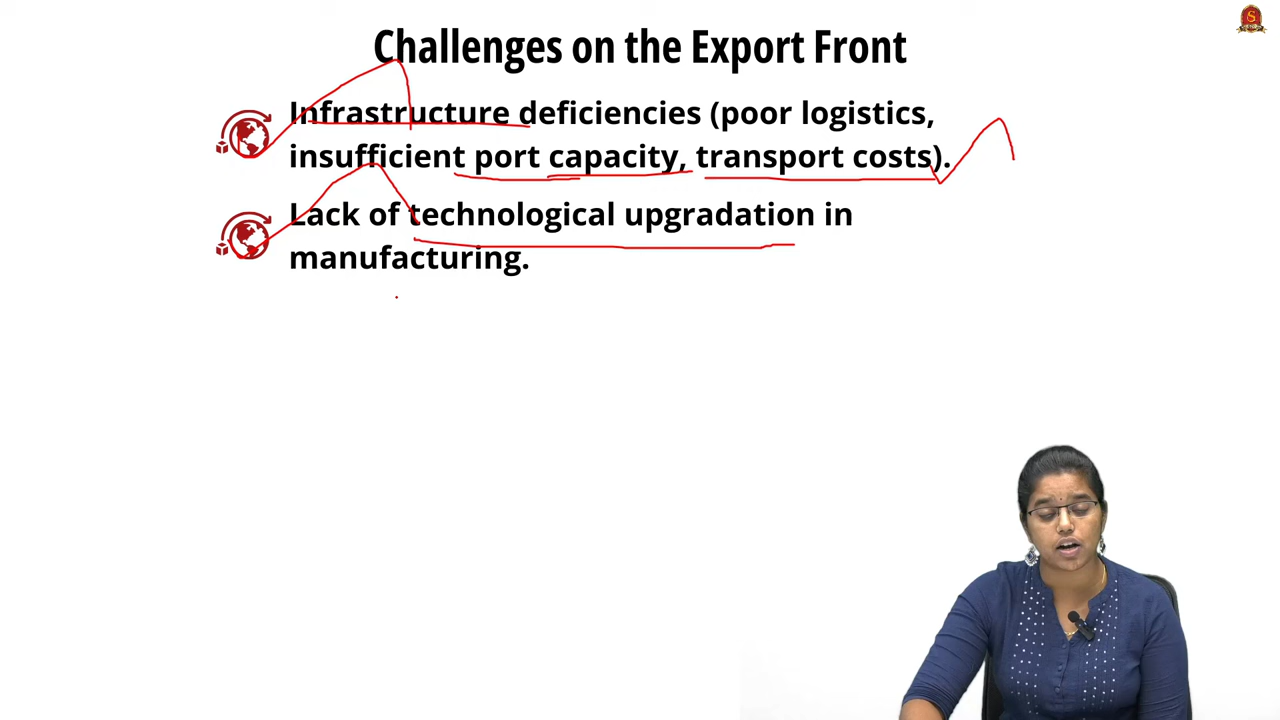 Challenges on the Export Front
Infrastructure deficiencies (poor logistics,
insufficient port capacity, transport costs).
Lack of technological upgradation in
manufacturing.